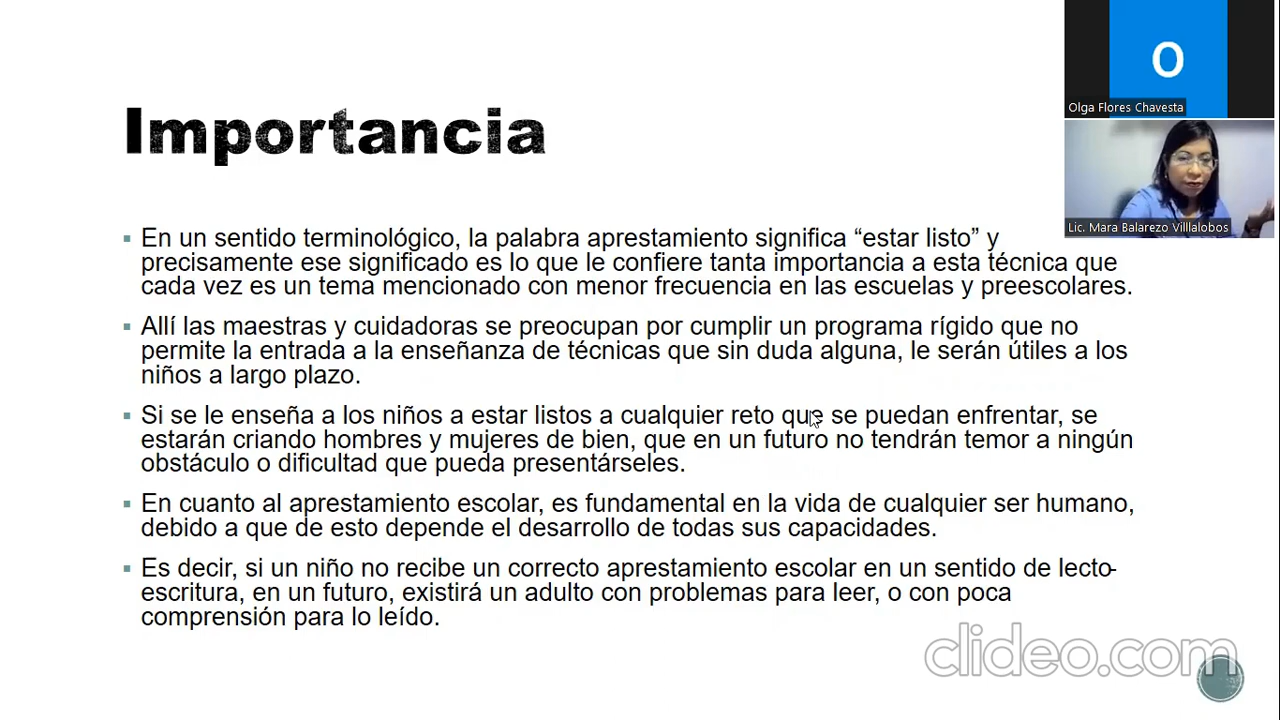 O
Olga Flores Chavesta
Lic. Mara Balarezo Villlalobos
Importancia
▪ En un sentido terminológico, la palabra aprestamiento significa “estar listo” y
precisamente ese significado es lo que le confiere tanta importancia a esta técnica que
cada vez es un tema mencionado con menor frecuencia en las escuelas y preescolares.
▪ Allí las maestras y cuidadoras se preocupan por cumplir un programa rígido que no
permite la entrada a la enseñanza de técnicas que sin duda alguna, le serán útiles a los
niños a largo plazo.
▪ Si se le enseña a los niños a estar listos a cualquier reto que se puedan enfrentar, se
estarán criando hombres y mujeres de bien, que en un futuro no tendrán temor a ningún
obstáculo o dificultad que pueda presentárseles.
▪ En cuanto al aprestamiento escolar, es fundamental en la vida de cualquier ser humano,
debido a que de esto depende el desarrollo de todas sus capacidades.
▪ Es decir, si un niño no recibe un correcto aprestamiento escolar en un sentido de lecto-
escritura, en un futuro, existirá un adulto con problemas para leer, o con poca
comprensión para lo leído.
clideo.com